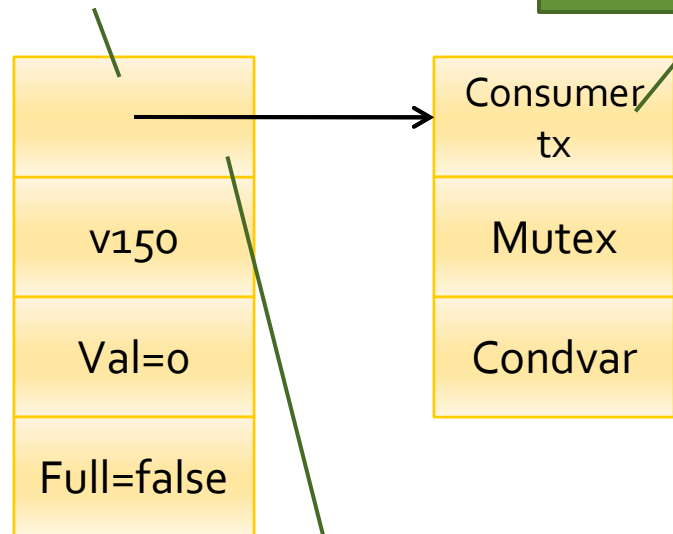 v150
Val=0
Full=false
Consumer
tx
Mutex
Condvar